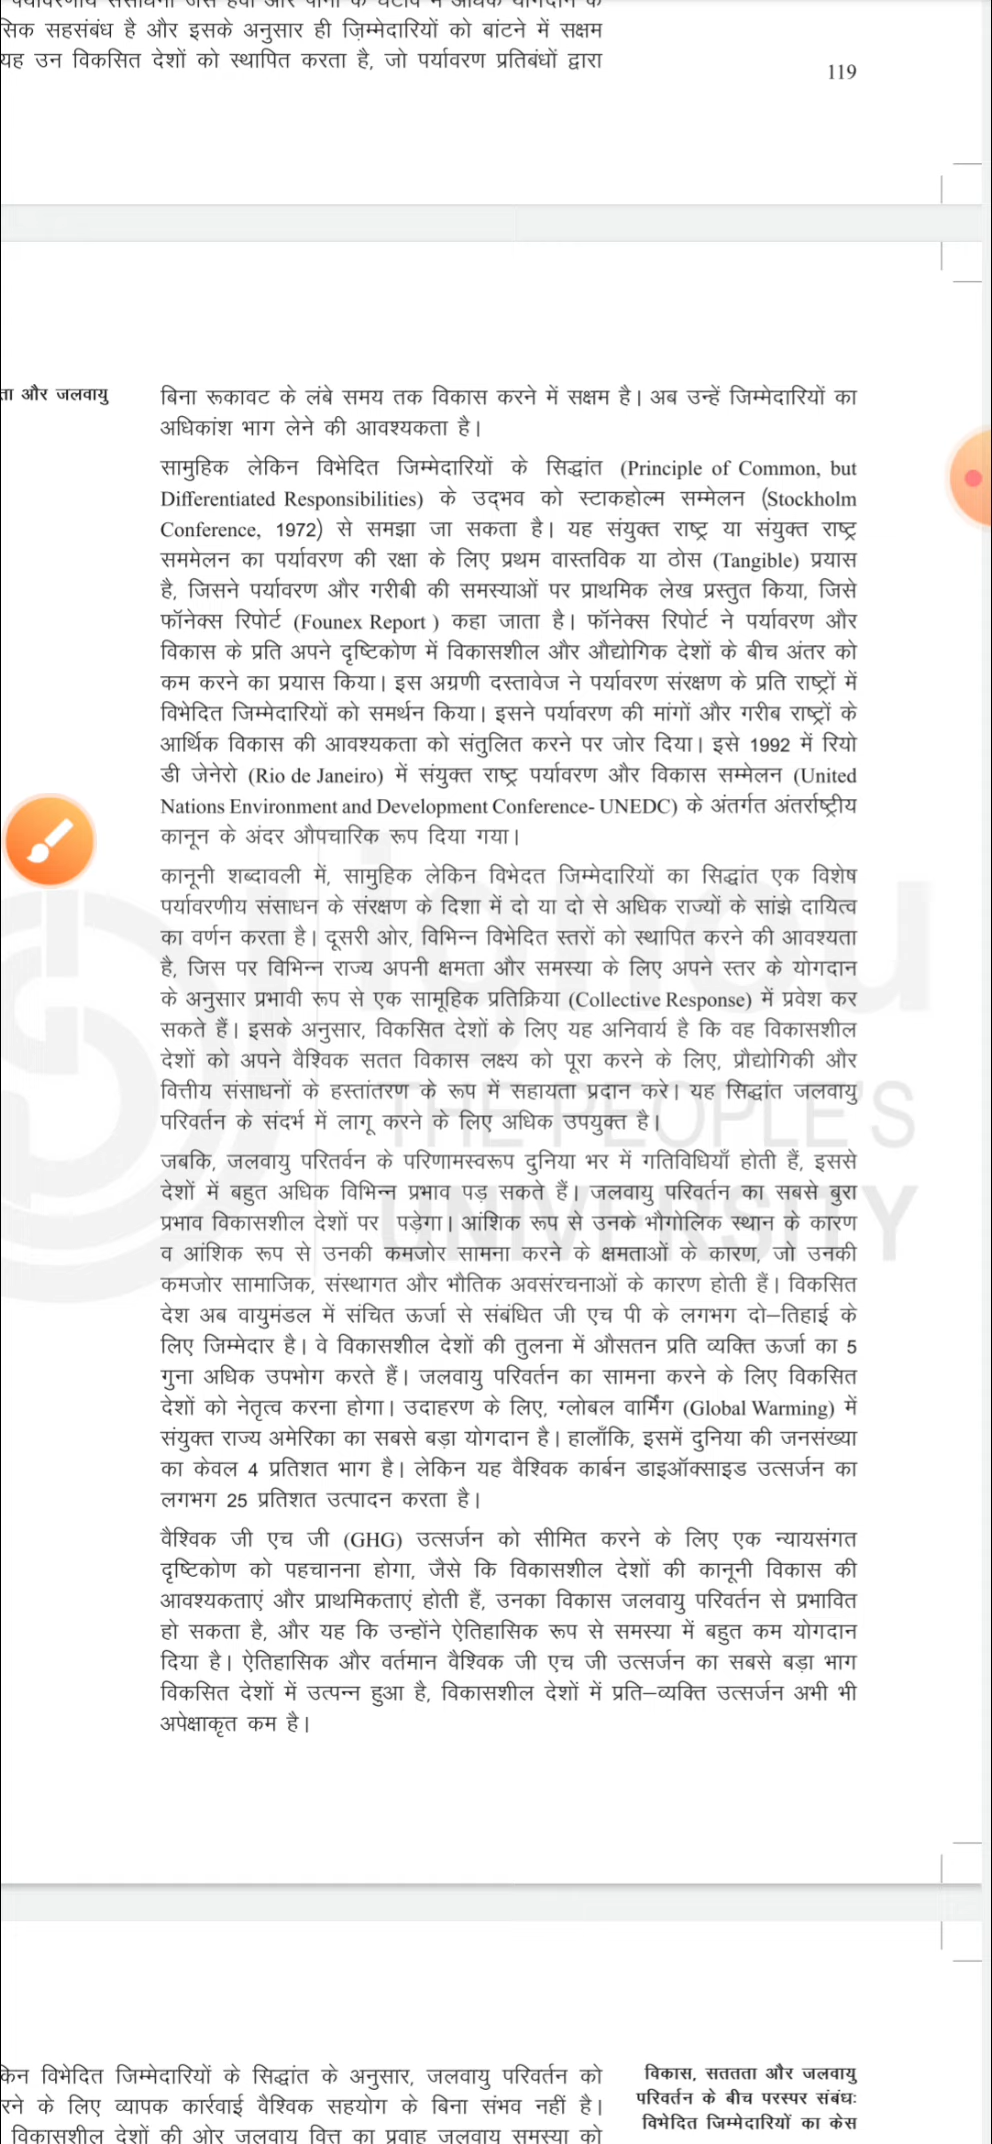 सिक सहसंबंध है और इसके अनुसार ही ज़िम्मेदारियों को बांटने में सक्षम
यह उन विकसित देशों को स्थापित करता है, जो पर्यावरण प्रतिबंधों द्वारा
119
ता और जलवायु
बिना रूकावट के लंबे समय तक विकास करने में सक्षम है। अब उन्हें जिम्मेदारियों का
अधिकांश भाग लेने की आवश्यकता है।
सामुहिक लेकिन विभेदित जिम्मेदारियों के सिद्धांत (Principle of Common, but
Differentiated Responsibilities) के उद्भव को स्टाकहोल्म सम्मेलन (Stockholm
Conference, 1972) से समझा जा सकता है। यह संयुक्त राष्ट्र या संयुक्त राष्ट्र
सममेलन का पर्यावरण की रक्षा के लिए प्रथम वास्तविक या ठोस (Tangible) प्रयास
है, जिसने पर्यावरण और गरीबी की समस्याओं पर प्राथमिक लेख प्रस्तुत किया, जिसे
फॉनेक्स रिपोर्ट (Founex Report ) कहा जाता है। फॉनेक्स रिपोर्ट ने पर्यावरण और
विकास के प्रति अपने दृष्टिकोण में विकासशील और औद्योगिक देशों के बीच अंतर को
कम करने का प्रयास किया। इस अग्रणी दस्तावेज ने पर्यावरण संरक्षण के प्रति राष्ट्रों में
विभेदित जिम्मेदारियों को समर्थन किया। इसने पर्यावरण की मांगों और गरीब राष्ट्रों के
आर्थिक विकास की आवश्यकता को संतुलित करने पर जोर दिया। इसे 1992 में रियो
डी जेनेरो (Rio de Janeiro) में संयुक्त राष्ट्र पर्यावरण और विकास सम्मेलन (United
Nations Environment and Development Conference- UNEDC) के अंतर्गत अंतर्राष्ट्रीय
कानून के अंदर औपचारिक रूप दिया गया।
कानूनी शब्दावली में, सामुहिक लेकिन विभेदत जिम्मेदारियों का सिद्धांत एक विशेष
पर्यावरणीय संसाधन के संरक्षण के दिशा में दो या दो से अधिक राज्यों के सांझे दायित्व
का वर्णन करता है। दूसरी ओर, विभिन्न विभेदित स्तरों को स्थापित करने की आवश्यता
है, जिस पर विभिन्न राज्य अपनी क्षमता और समस्या के लिए अपने स्तर के योगदान
के अनुसार प्रभावी रूप से एक सामूहिक प्रतिक्रिया (Collective Response) में प्रवेश कर
सकते हैं। इसके अनुसार, विकसित देशों के लिए यह अनिवार्य है कि वह विकासशील
देशों को अपने वैश्विक सतत विकास लक्ष्य को पूरा करने के लिए, प्रौद्योगिकी और
वित्तीय संसाधनों के हस्तांतरण के रूप में सहायता प्रदान करे। यह सिद्धांत जलवायु
परिवर्तन के संदर्भ में लागू करने के लिए अधिक उपयुक्त है।
जबकि, जलवायु परितर्वन के परिणामस्वरूप दुनिया भर में गतिविधियाँ होती हैं, इससे
देशों में बहुत अधिक विभिन्न प्रभाव पड़ सकते हैं। जलवायु परिवर्तन का सबसे बुरा
प्रभाव विकासशील देशों पर पड़ेगा। आंशिक रूप से उनके भौगोलिक स्थान के कारण
व आंशिक रूप से उनकी कमजोर सामना करने के क्षमताओं के कारण, जो उनकी
कमजोर सामाजिक, संस्थागत और भौतिक अवसंरचनाओं के कारण होती हैं। विकसित
देश अब वायुमंडल में संचित ऊर्जा से संबंधित जी एच पी के लगभग दो–तिहाई के
लिए जिम्मेदार है। वे विकासशील देशों की तुलना में औसतन प्रति व्यक्ति ऊर्जा का 5
गुना अधिक उपभोग करते हैं। जलवायु परिवर्तन का सामना करने के लिए विकसित
देशों को नेतृत्व करना होगा। उदाहरण के लिए, ग्लोबल वार्मिंग (Global Warming) में
संयुक्त राज्य अमेरिका का सबसे बड़ा योगदान है। हालाँकि, इसमें दुनिया की जनसंख्या
का केवल 4 प्रतिशत भाग है। लेकिन यह वैश्विक कार्बन डाइऑक्साइड उत्सर्जन का
लगभग 25 प्रतिशत उत्पादन करता है।
वैश्विक जी एच जी (GHG) उत्सर्जन को सीमित करने के लिए एक न्यायसंगत
दृष्टिकोण को पहचानना होगा, जैसे कि विकासशील देशों की कानूनी विकास की
आवश्यकताएं और प्राथमिकताएं होती हैं, उनका विकास जलवायु परिवर्तन से प्रभावित
हो सकता है, और यह कि उन्होंने ऐतिहासिक रूप से समस्या में बहुत कम योगदान
दिया है। ऐतिहासिक और वर्तमान वैश्विक जी एच जी उत्सर्जन का सबसे बड़ा भाग
विकसित देशों में उत्पन्न हुआ है, विकासशील देशों में प्रति–व्यक्ति उत्सर्जन अभी भी
अपेक्षाकृत कम है।
ignou
THE PEOPLE'S
UNIVERSITY
केन विभेदित जिम्मेदारियों के सिद्धांत के अनुसार, जलवायु परिवर्तन को
रने के लिए व्यापक कार्रवाई वैश्विक सहयोग के बिना संभव नहीं है।
विकासशील देशों की ओर जलवायु वित्त का प्रवाह जलवायु समस्या को
विकास, सततता और जलवायु
परिवर्तन के बीच परस्पर संबंधः
विभेदित जिम्मेदारियों का केस